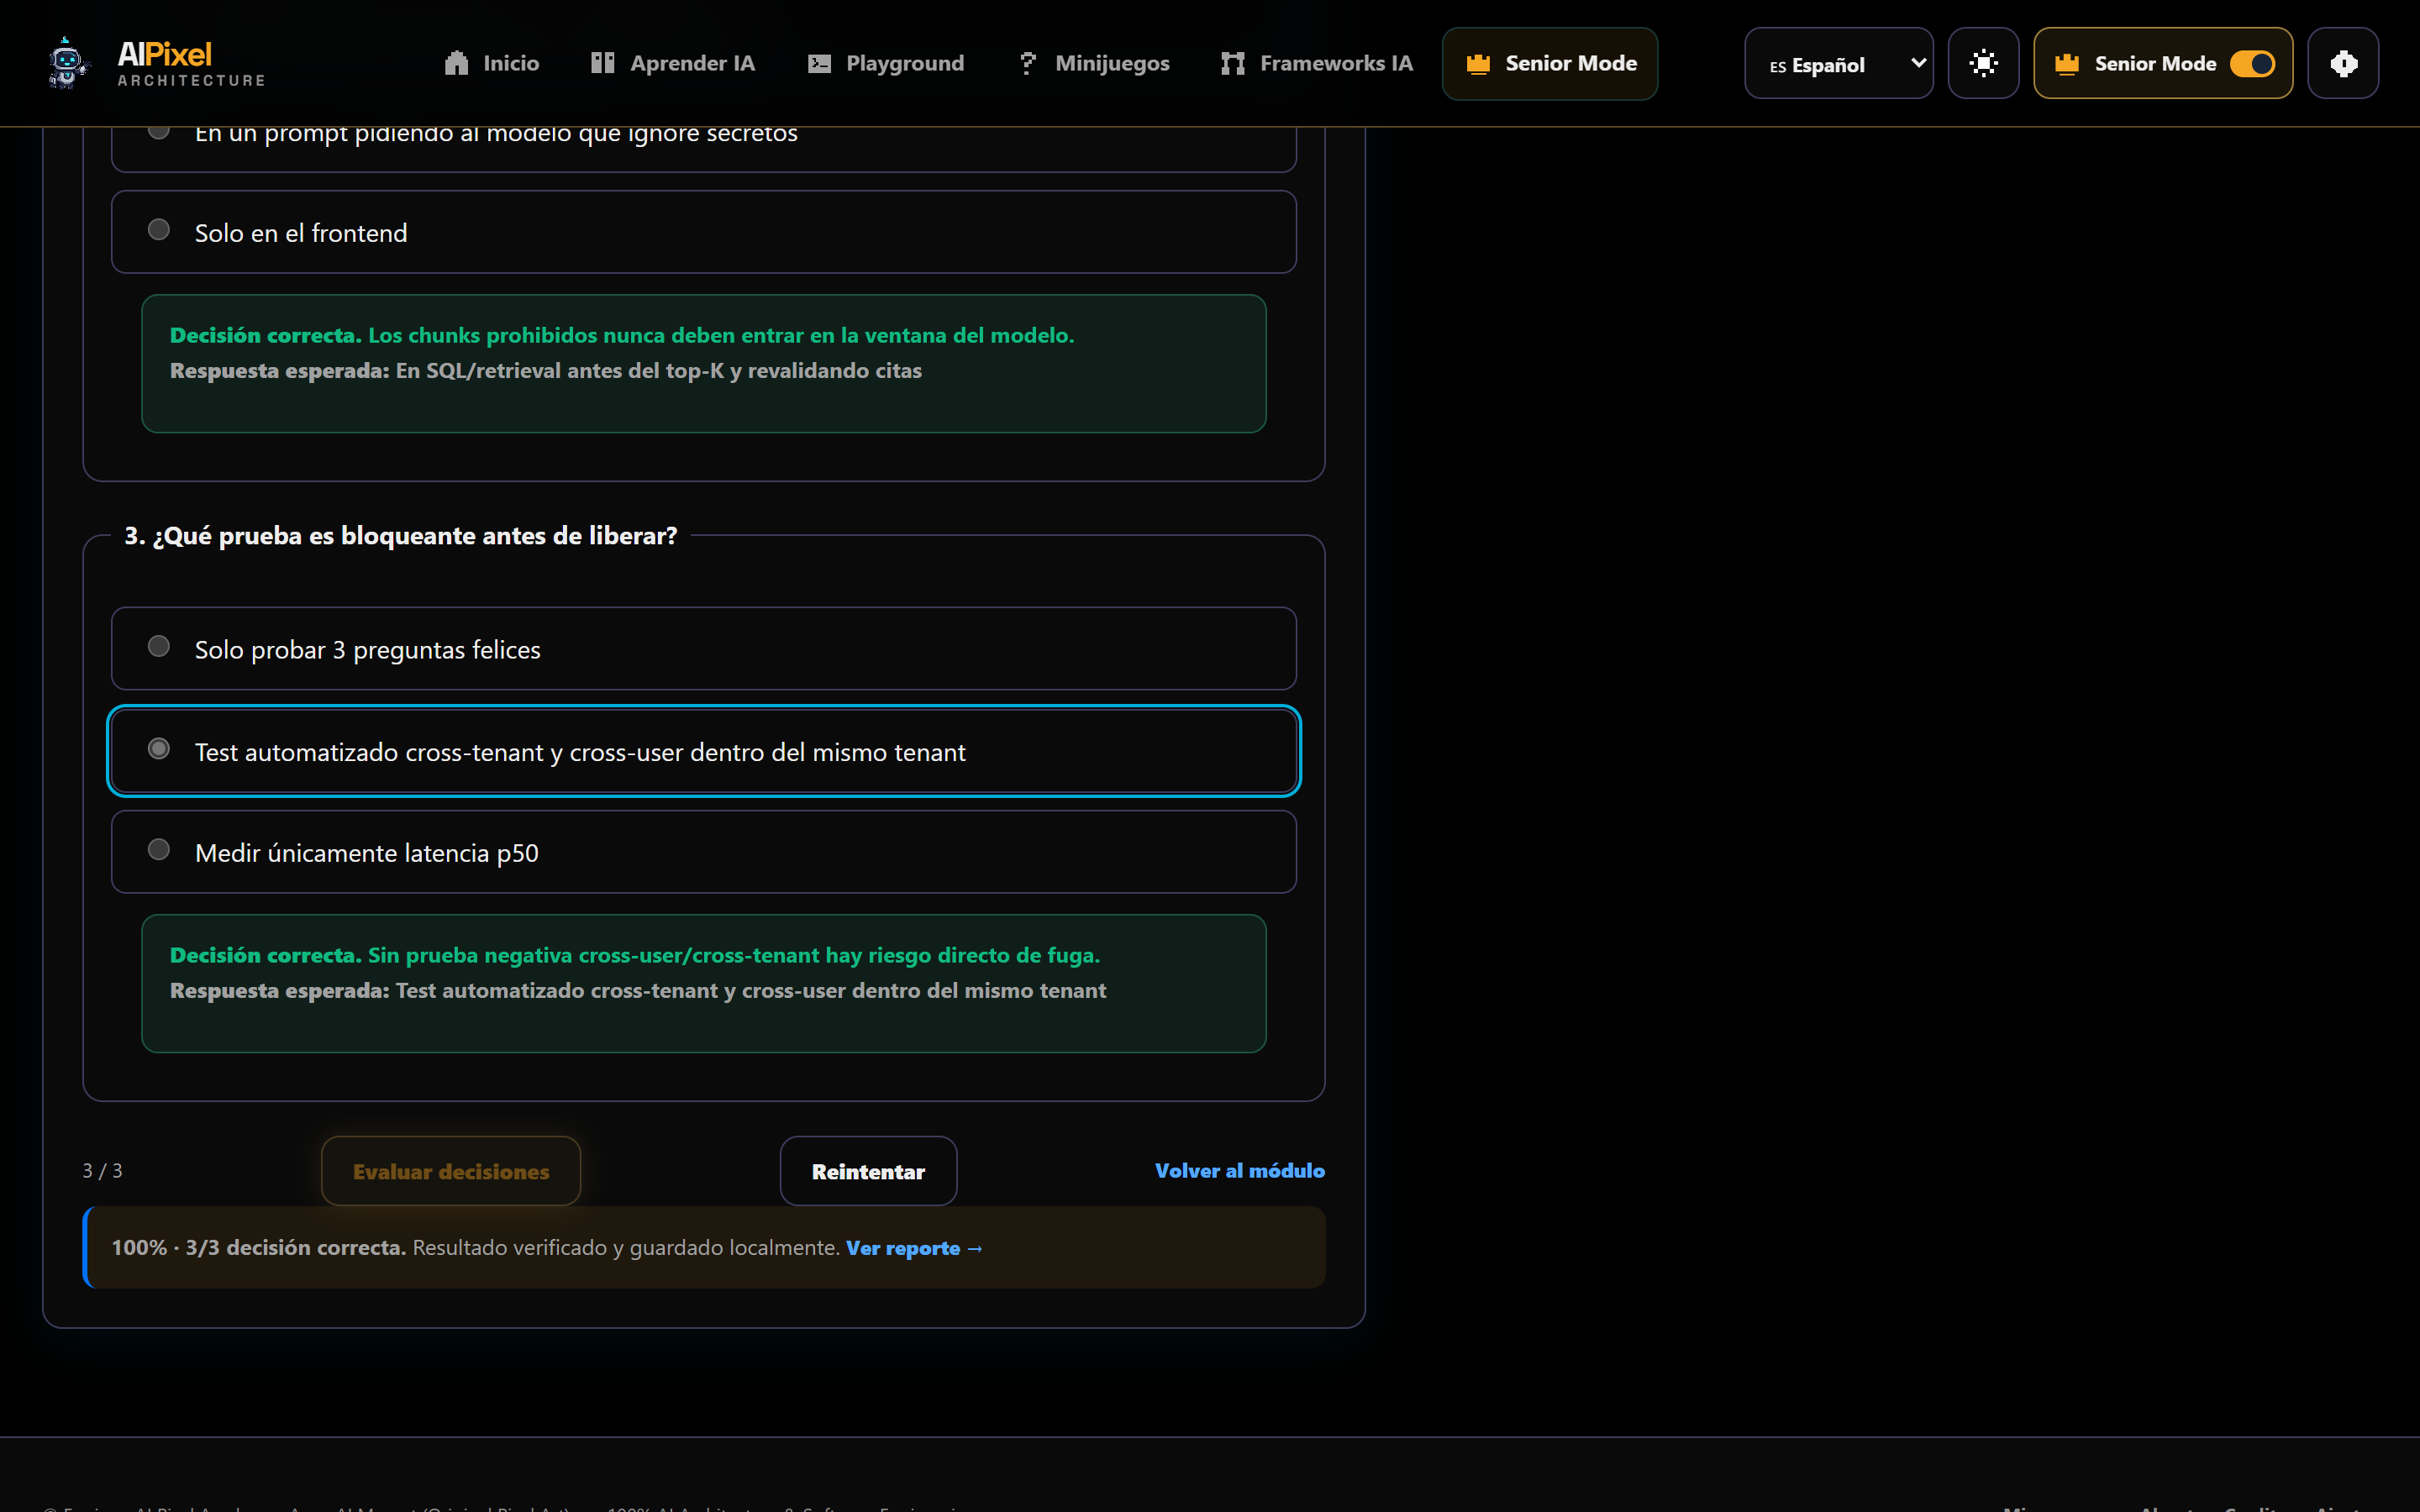 AIPixel
ARCHITECTURE
Inicio
Aprender IA
Playground
Minijuegos
Frameworks IA
Senior Mode
ES Español
Senior Mode
En un prompt pidiendo al modelo que ignore secretos
Solo en el frontend
Decisión correcta. Los chunks prohibidos nunca deben entrar en la ventana del modelo.
Respuesta esperada: En SQL/retrieval antes del top-K y revalidando citas
3. ¿Qué prueba es bloqueante antes de liberar?
Solo probar 3 preguntas felices
Test automatizado cross-tenant y cross-user dentro del mismo tenant
Medir únicamente latencia p50
Decisión correcta. Sin prueba negativa cross-user/cross-tenant hay riesgo directo de fuga.
Respuesta esperada: Test automatizado cross-tenant y cross-user dentro del mismo tenant
3 / 3
Evaluar decisiones
Reintentar
Volver al módulo
100% · 3/3 decisión correcta. Resultado verificado y guardado localmente. Ver reporte →